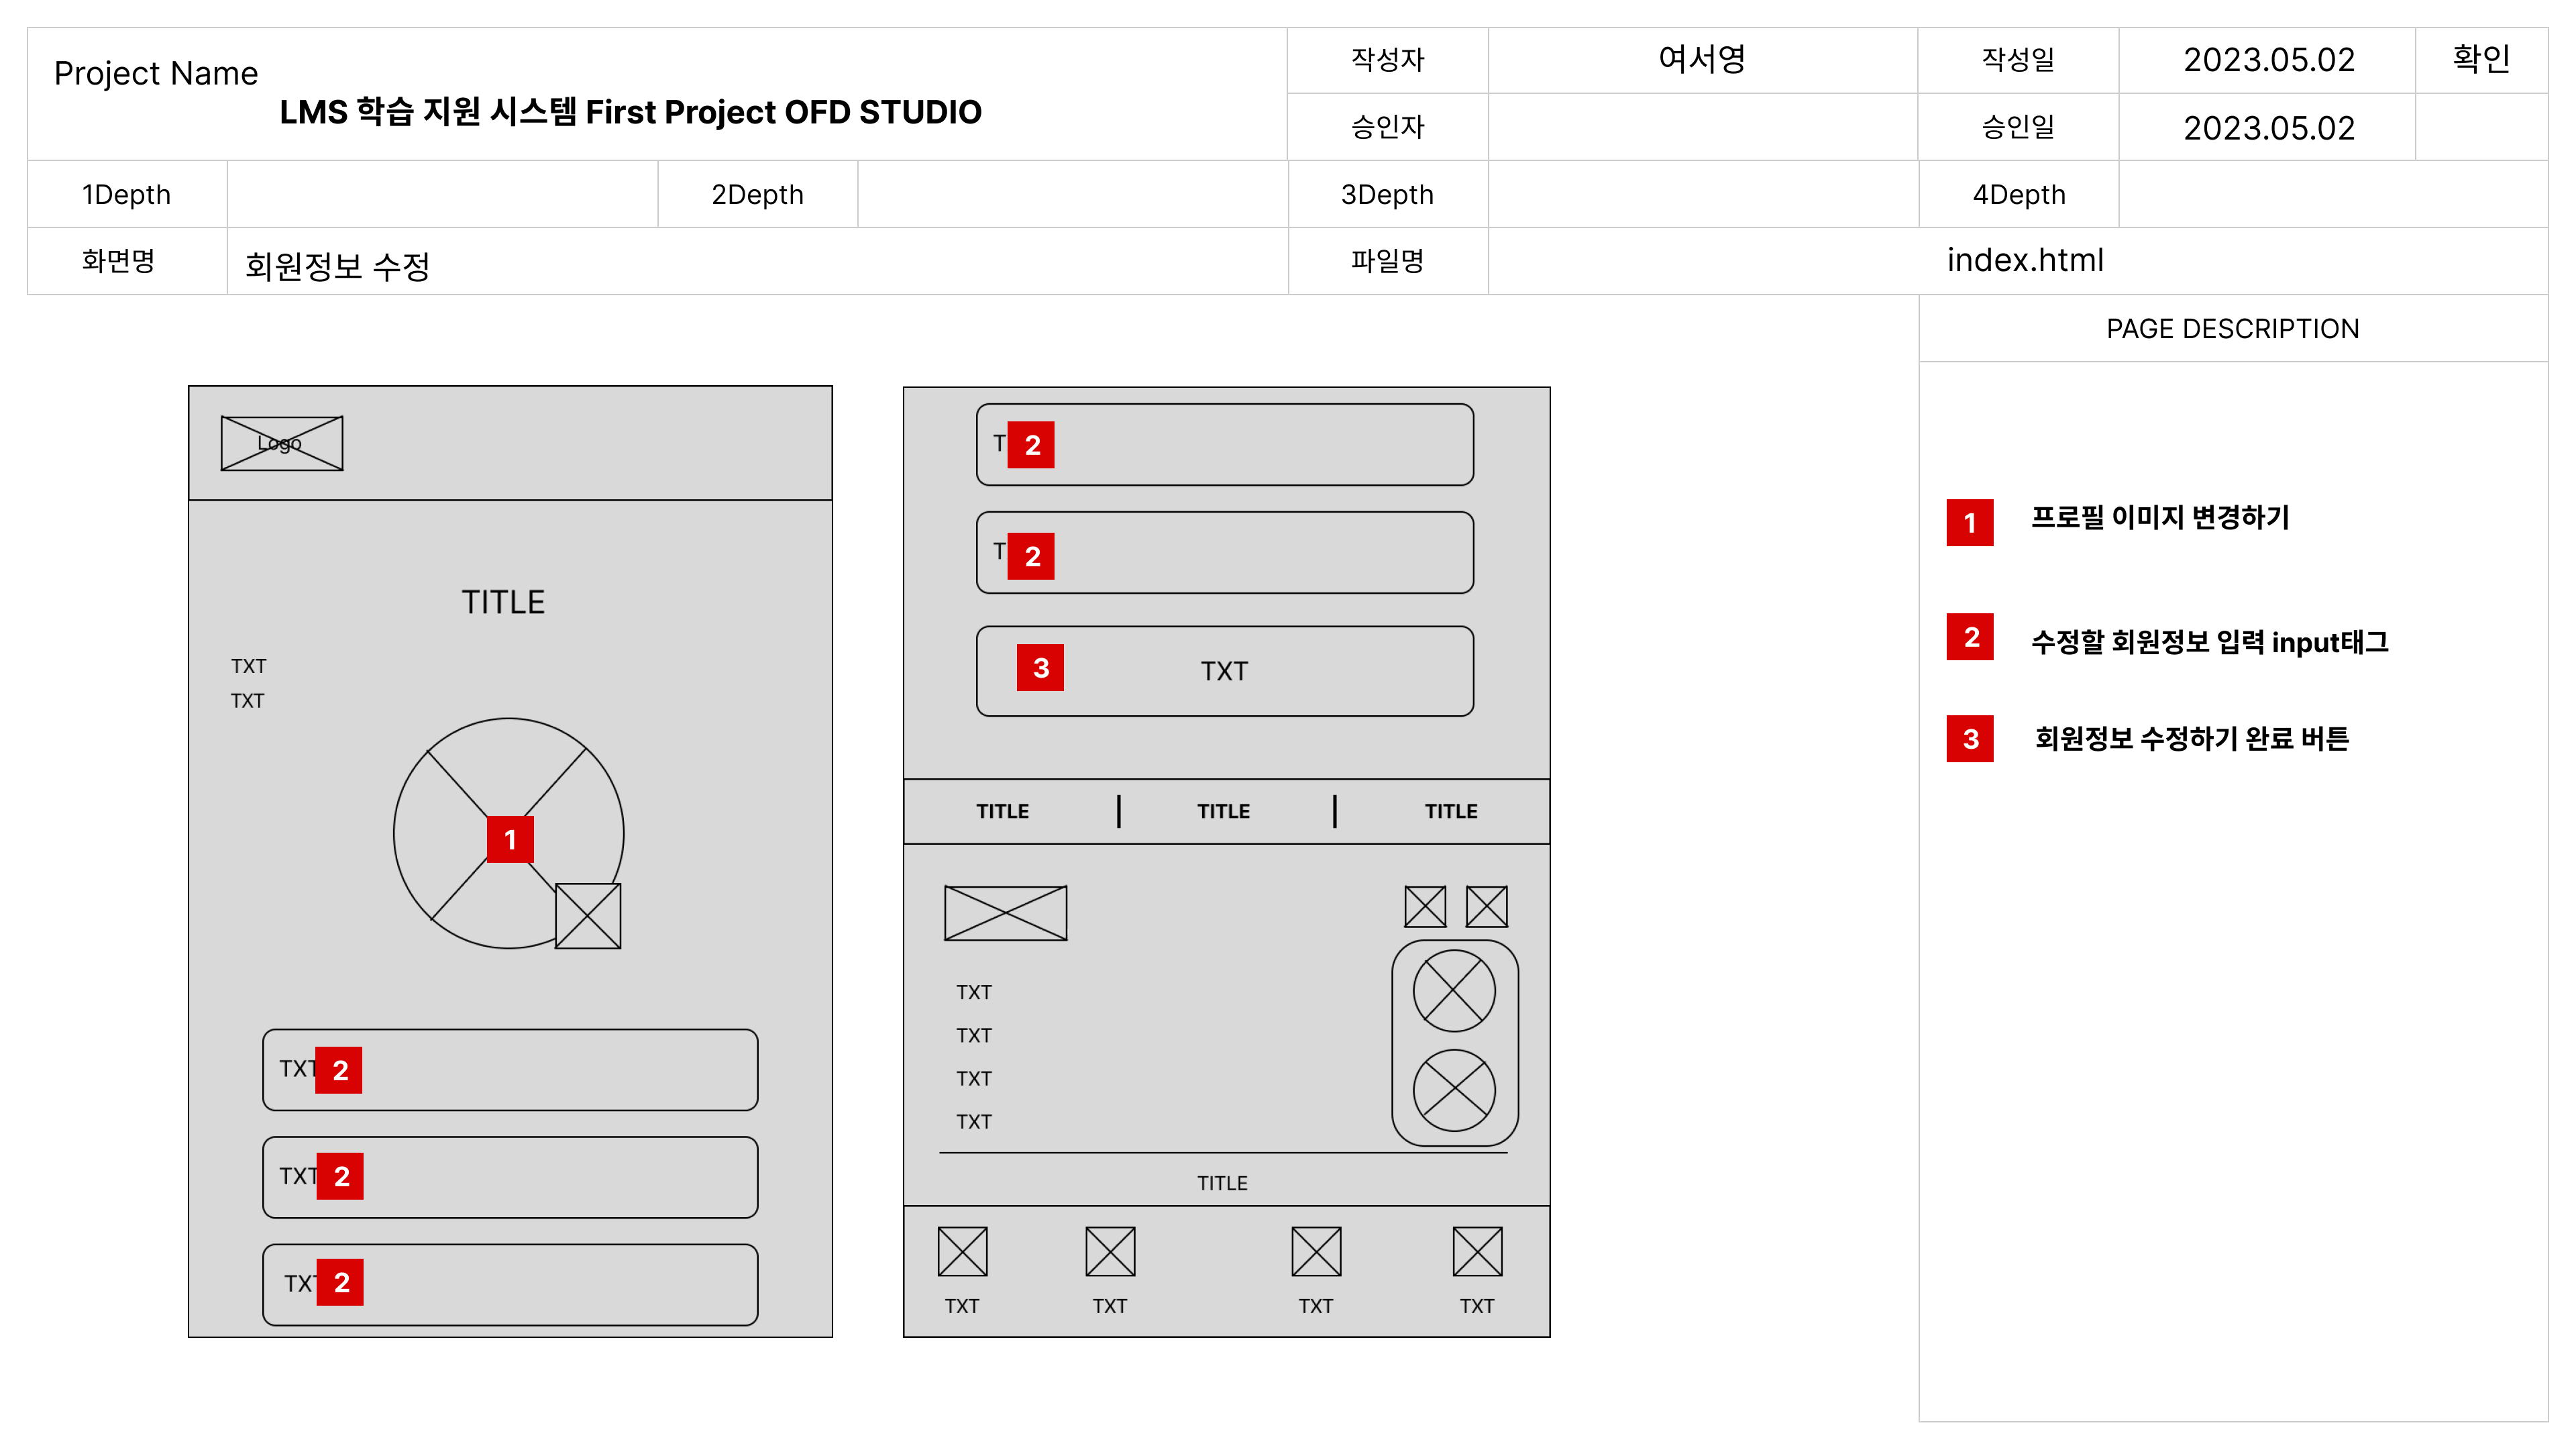 Project Name
LMS 학습 지원 시스템 First Project OFD STUDIO
작성자 여서영 작성일 2023.05.02 확인
승인자 승인일 2023.05.02
1Depth 2Depth 3Depth 4Depth
화면명 회원정보 수정 파일명 index.html
PAGE DESCRIPTION
Logo
TITLE
TXT
TXT
1
TXT 2
TXT 2
TXT 2
T 2
T 2
3 TXT
TITLE TITLE TITLE
TXT
TXT
TXT
TXT
TITLE
TXT TXT TXT TXT
1 프로필 이미지 변경하기
2 수정할 회원정보 입력 input태그
3 회원정보 수정하기 완료 버튼